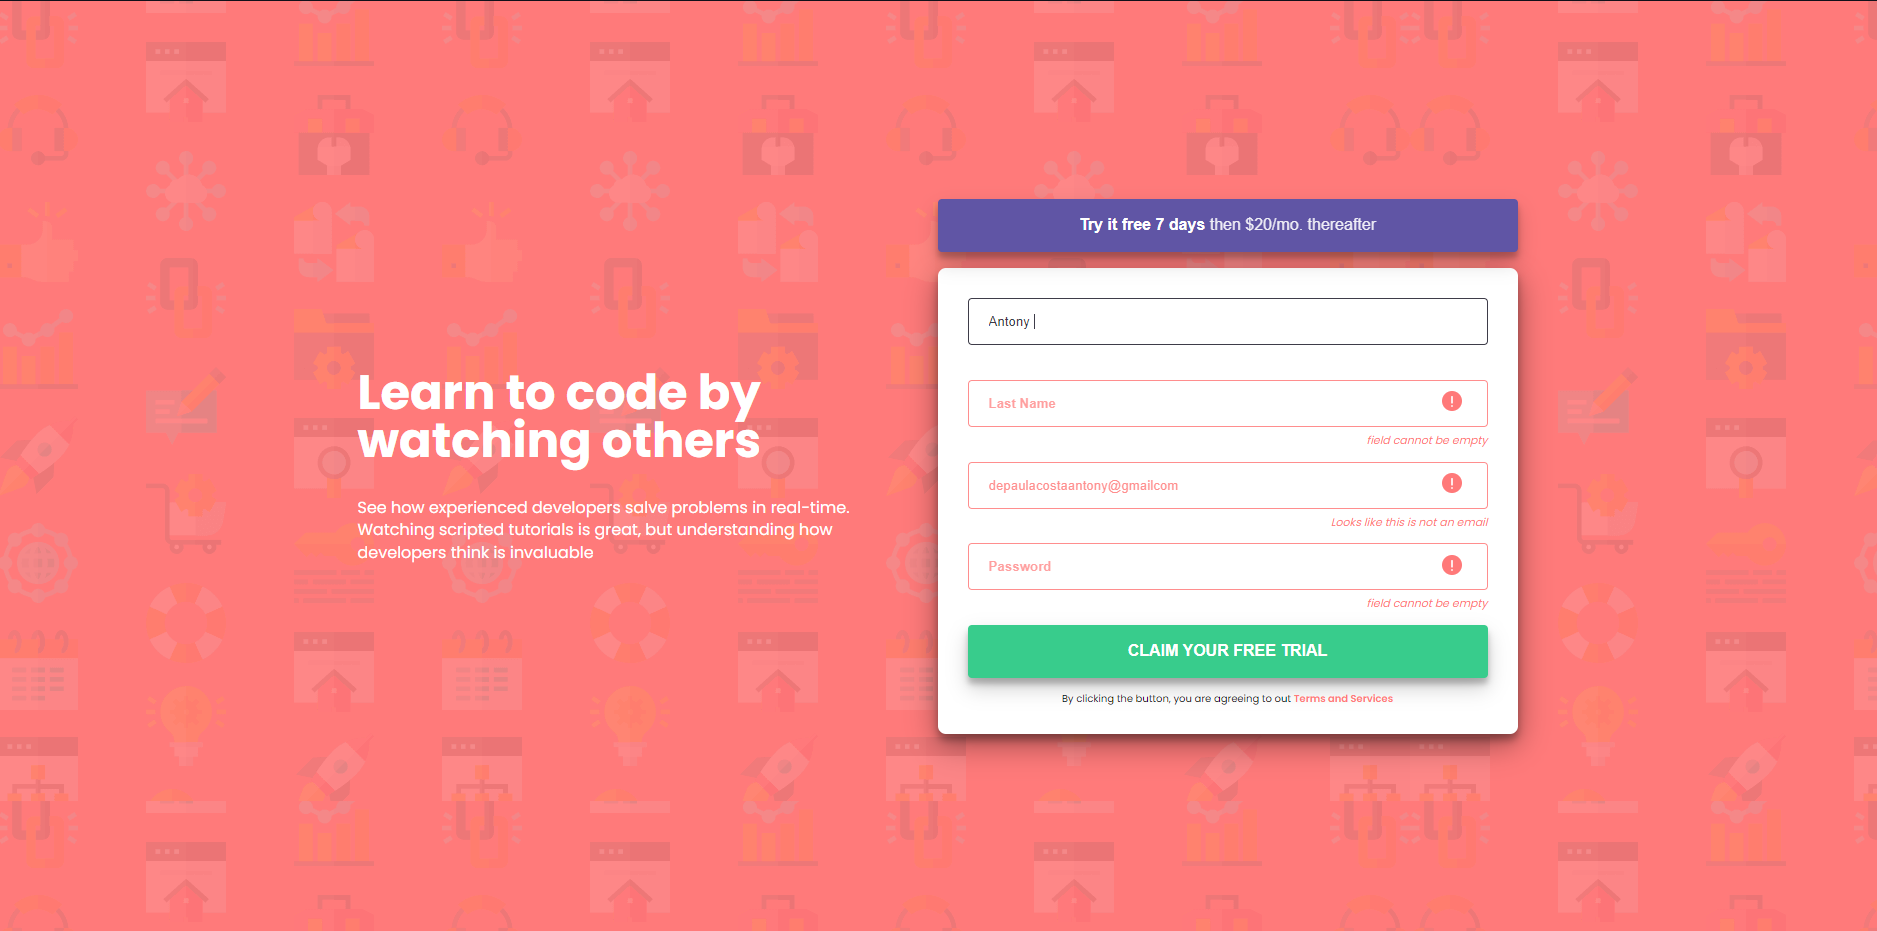 Learn to code by
watching others
See how experienced developers salve problems in real-time.
Watching scripted tutorials is great, but understanding how
developers think is invaluable
Try it free 7 days then $20/mo. thereafter
Antony
Last Name
field cannot be empty
depaulacostaantony@gmailcom
Looks like this is not an email
Password
field cannot be empty
CLAIM YOUR FREE TRIAL
By clicking the button, you are agreeing to out Terms and Services